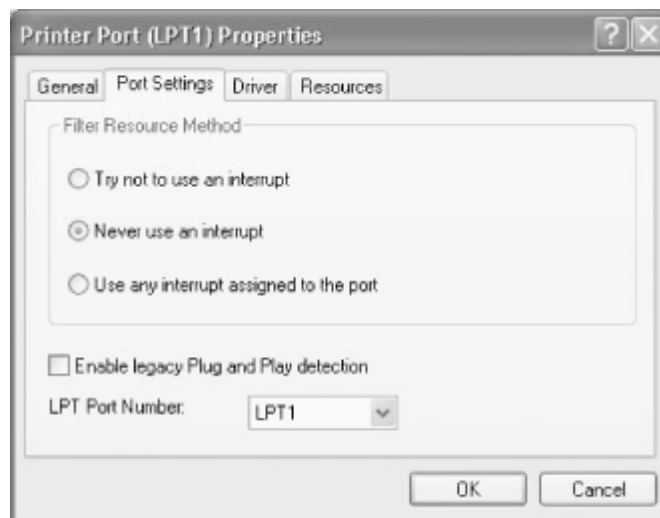 Printer Port (LPT1) Properties
General Port Settings Driver Resources
Filter Resource Method
Try not to use an interrupt
Never use an interrupt
Use any interrupt assigned to the port
Enable legacy Plug and Play detection
LPT Port Number: LPT1
OK Cancel